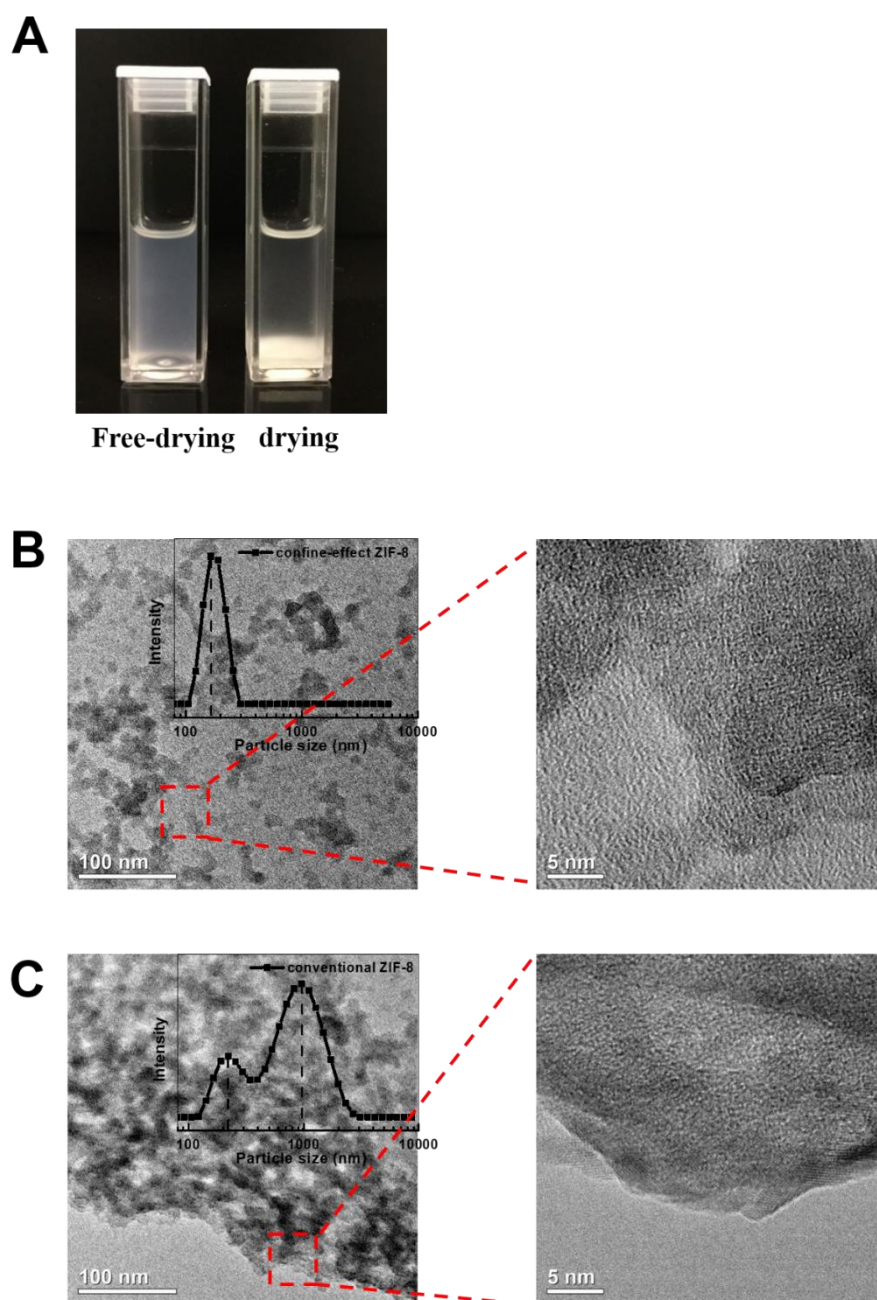 A
Free-drying drying
B
confine-effect ZIF-8
Intensity
100 1000 10000
Particle size (nm)
100 nm
5 nm
C
conventional ZIF-8
Intensity
100 1000 10000
Particle size (nm)
100 nm
5 nm